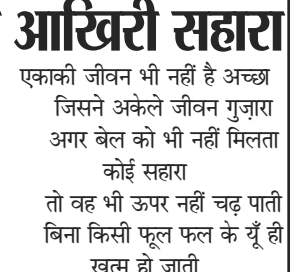 आखिरी सहारा
एकाकी जीवन भी नहीं है अच्छा
जिसने अकेले जीवन गुज़ारा
अगर बेल को भी नहीं मिलता
कोई सहारा
तो वह भी ऊपर नहीं चढ़ पाती
बिना किसी फूल फल के यूँ ही
खत्म हो जाती